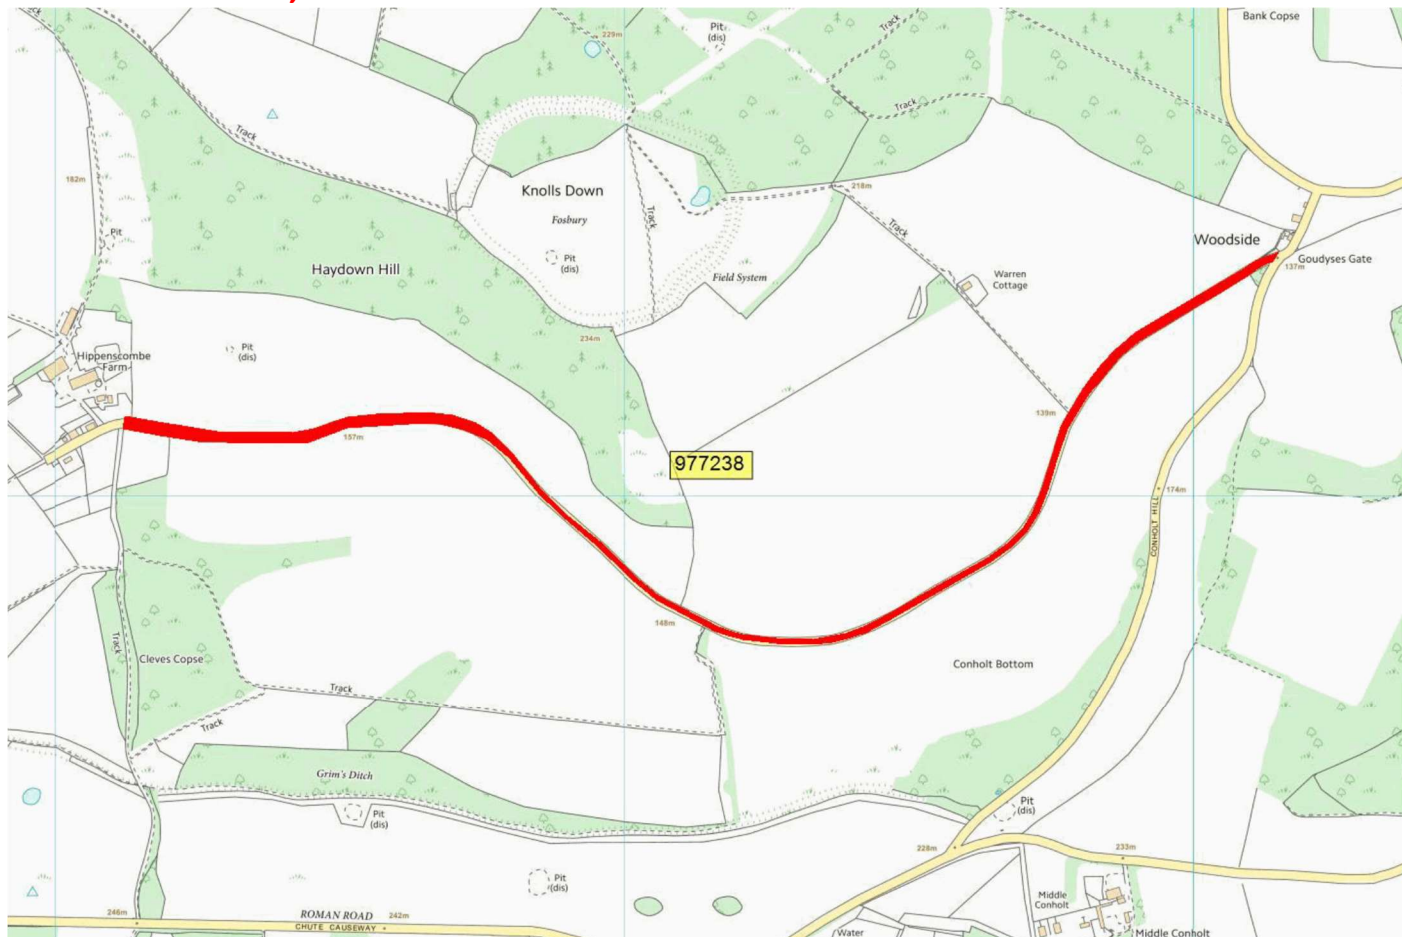 Bank Copse
Track
Pit
(dis)
229m
Track
Track
Track
182m
Knolls Down
Fosbury
218m
Track
Track
Pit
Pit
(dis)
Haydown Hill
Field System
Woodside
Goudyses Gate
137m
Warren
Cottage
234m
Hippenscombe
Farm
Pit
(dis)
139m
157m
977238
174m
CONHOLT HILL
148m
Track
Cleves Copse
Conholt Bottom
Track
Track
Grim's Ditch
Pit
(dis)
Pit
(dis)
228m
233m
Pit
(dis)
Middle
Conholt
246m
ROMAN ROAD
242m
CHUTE CAUSEWAY
Water
Middle Conholt